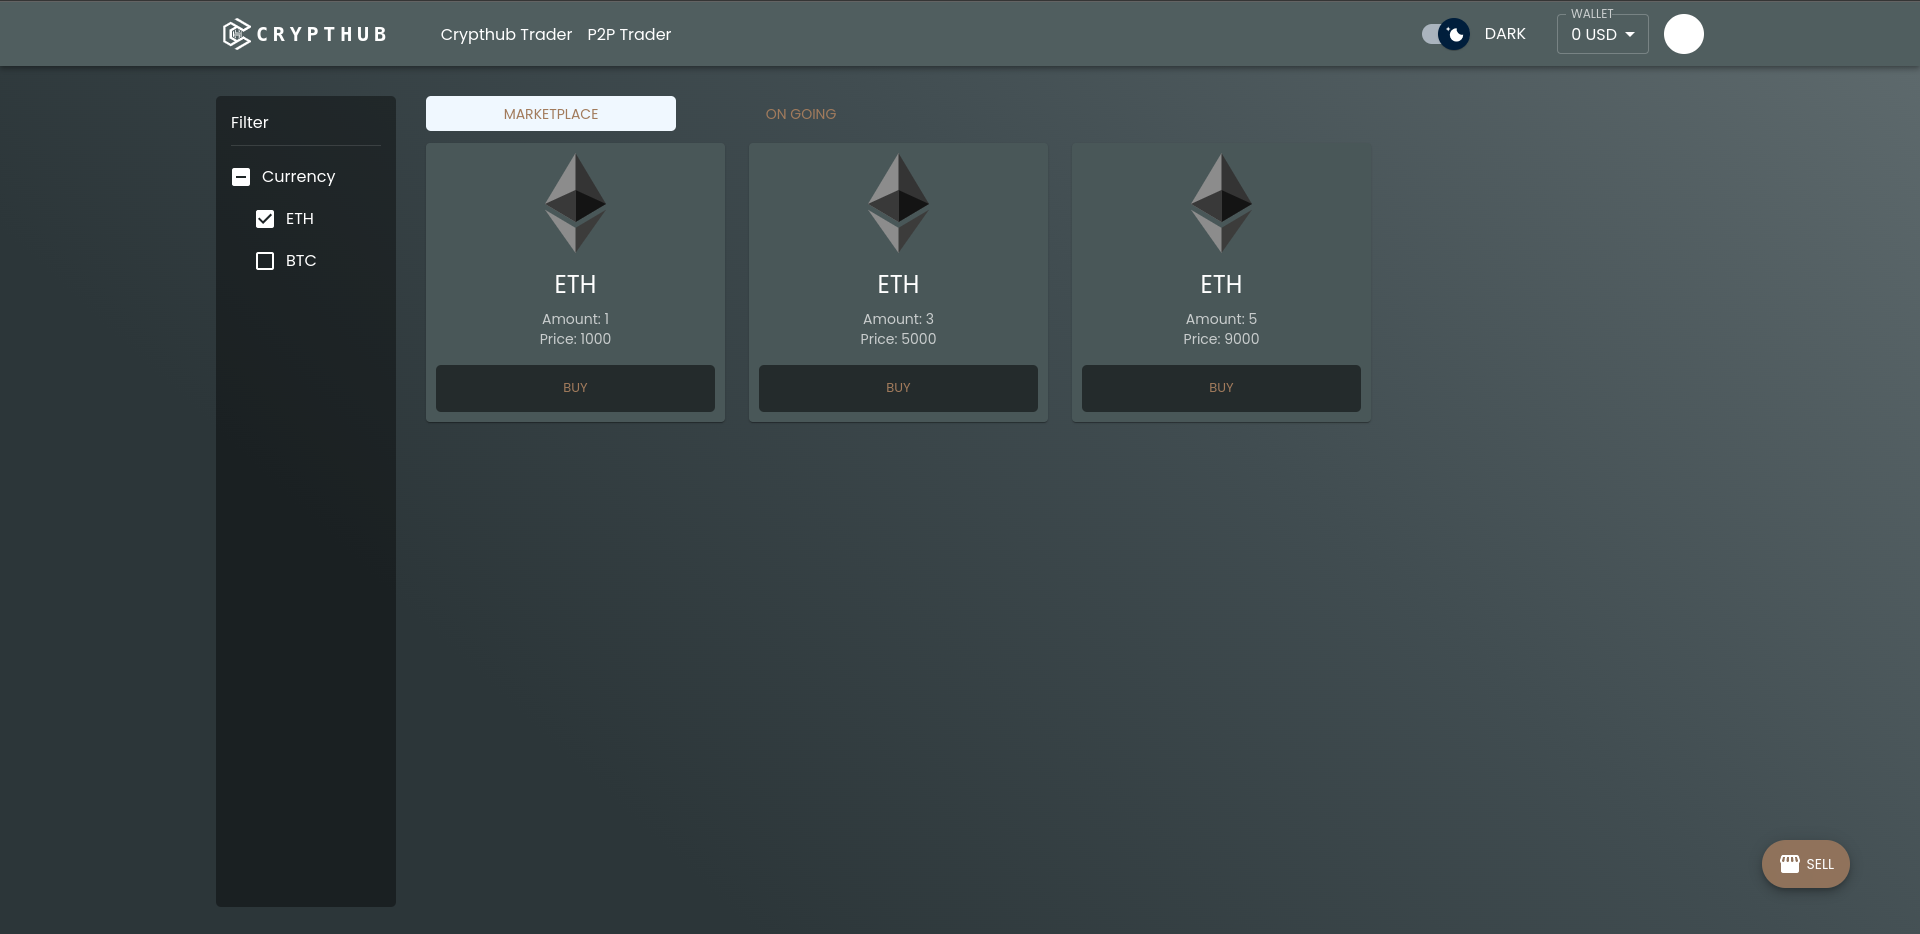 CRYPTHUB
Crypthub Trader P2P Trader
DARK
WALLET
0 USD
Filter
Currency
ETH
BTC
MARKETPLACE
ON GOING
ETH
Amount: 1
Price: 1000
BUY
ETH
Amount: 3
Price: 5000
BUY
ETH
Amount: 5
Price: 9000
BUY
SELL